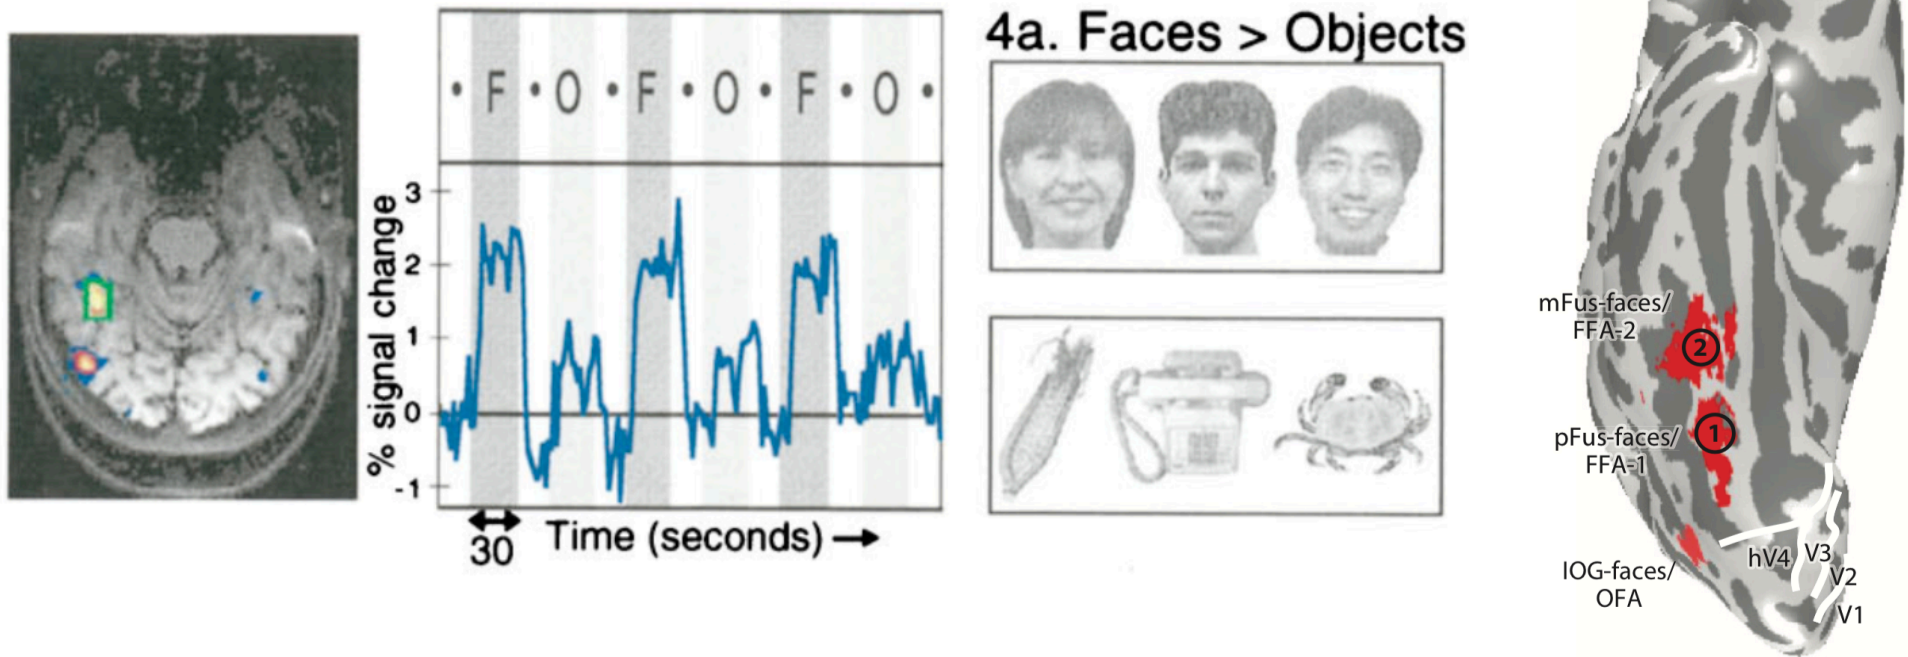 · F · O · F · O · F · O ·
% signal change
3
2
1
0
-1
30
Time (seconds) →
4a. Faces > Objects
mFus-faces/
FFA-2
2
1
pFus-faces/
FFA-1
IOG-faces/
OFA
hV4
V3
V2
V1